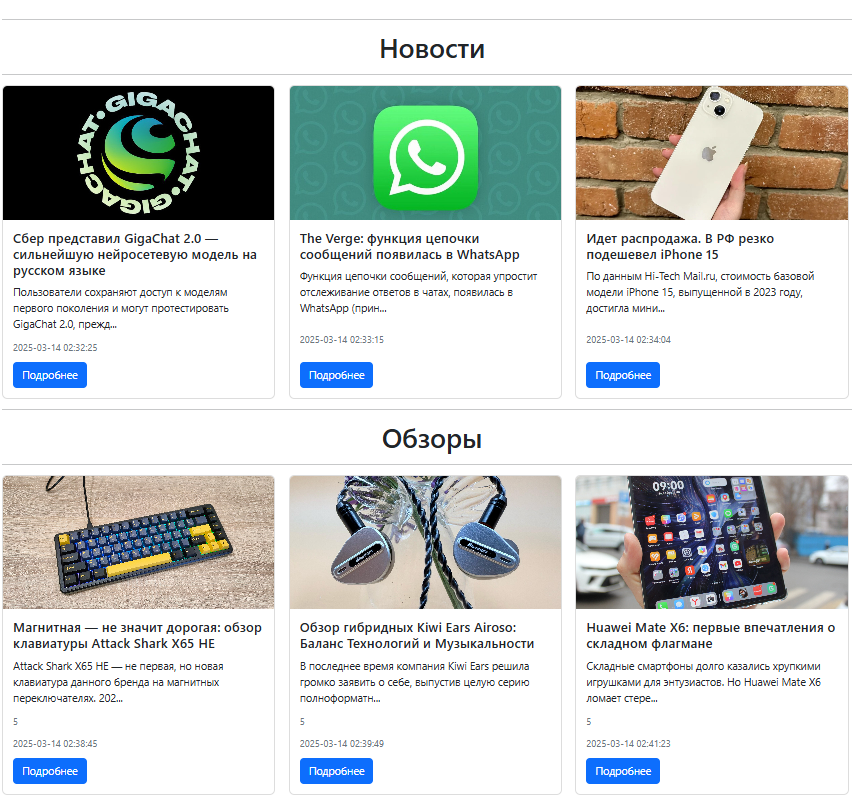 Новости
GIGACHAT · GIGACHAT · GIGACHAT ·
Сбер представил GigaChat 2.0 —
сильнейшую нейросетевую модель на
русском языке
Пользователи сохраняют доступ к моделям
первого поколения и могут протестировать
GigaChat 2.0, прежд...
2025-03-14 02:32:25
Подробнее
The Verge: функция цепочки
сообщений появилась в WhatsApp
Функция цепочки сообщений, которая упростит
отслеживание ответов в чатах, появилась в
WhatsApp (прин...
2025-03-14 02:33:15
Подробнее
Идет распродажа. В РФ резко
подешевел iPhone 15
По данным Hi-Tech Mail.ru, стоимость базовой
модели iPhone 15, выпущенной в 2023 году,
достигла мини...
2025-03-14 02:34:04
Подробнее
Обзоры
Магнитная — не значит дорогая: обзор
клавиатуры Attack Shark X65 HE
Attack Shark X65 HE — не первая, но новая
клавиатура данного бренда на магнитных
переключателях. 202...
5
2025-03-14 02:38:45
Подробнее
Обзор гибридных Kiwi Ears Airoso:
Баланс Технологий и Музыкальности
В последнее время компания Kiwi Ears решила
громко заявить о себе, выпустив целую серию
полноформатн...
5
2025-03-14 02:39:49
Подробнее
09:00
Huawei Mate X6: первые впечатления о
складном флагмане
Складные смартфоны долго казались хрупкими
игрушками для энтузиастов. Но Huawei Mate X6
ломает стере...
5
2025-03-14 02:41:23
Подробнее